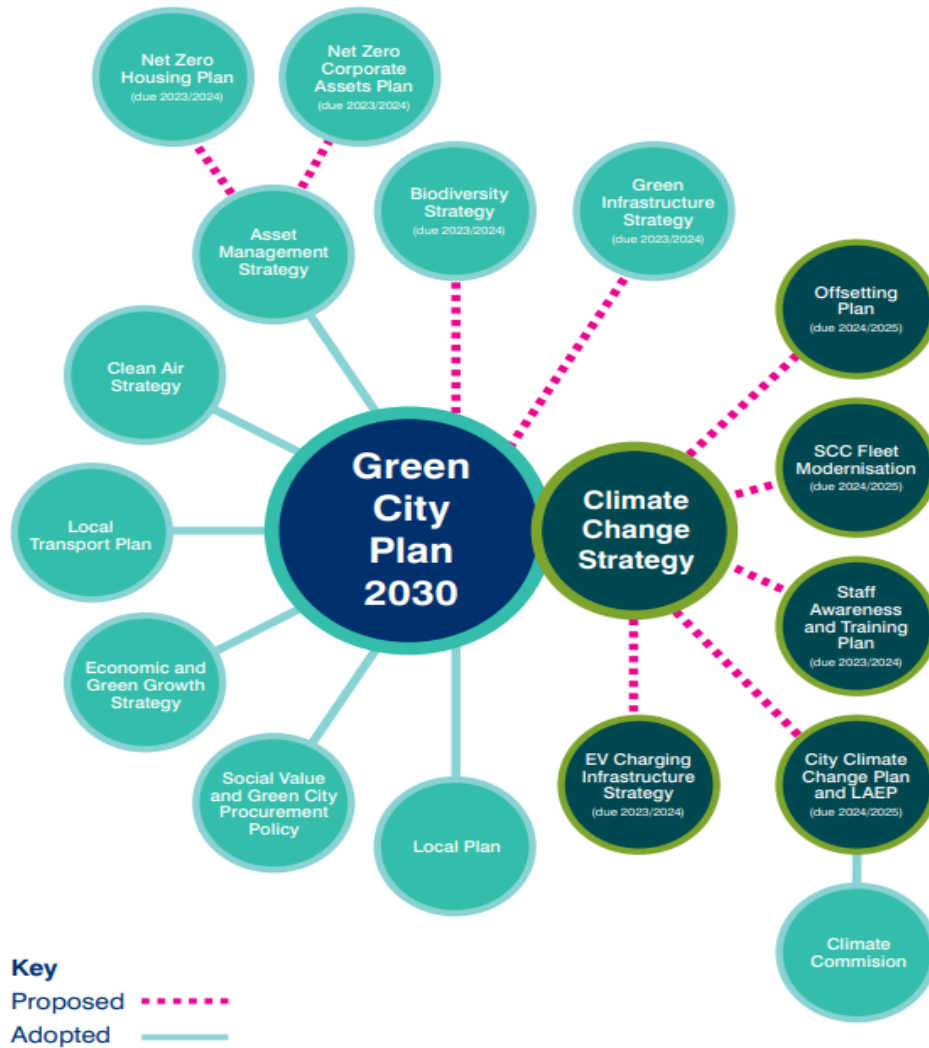 Net Zero
Housing Plan
(due 2023/2024)
Net Zero
Corporate
Assets Plan
(due 2023/2024)
Biodiversity
Strategy
(due 2023/2024)
Green
Infrastructure
Strategy
(due 2023/2024)
Asset
Management
Strategy
Offsetting
Plan
(due 2024/2025)
Clean Air
Strategy
SCC Fleet
Modernisation
(due 2024/2025)
Green
City
Plan
2030
Climate
Change
Strategy
Local
Transport Plan
Staff
Awareness
and Training
Plan
(due 2023/2024)
Economic and
Green Growth
Strategy
Social Value
and Green City
Procurement
Policy
Local Plan
EV Charging
Infrastructure
Strategy
(due 2023/2024)
City Climate
Change Plan
and LAEP
(due 2024/2025)
Climate
Commision
Key
Proposed
Adopted